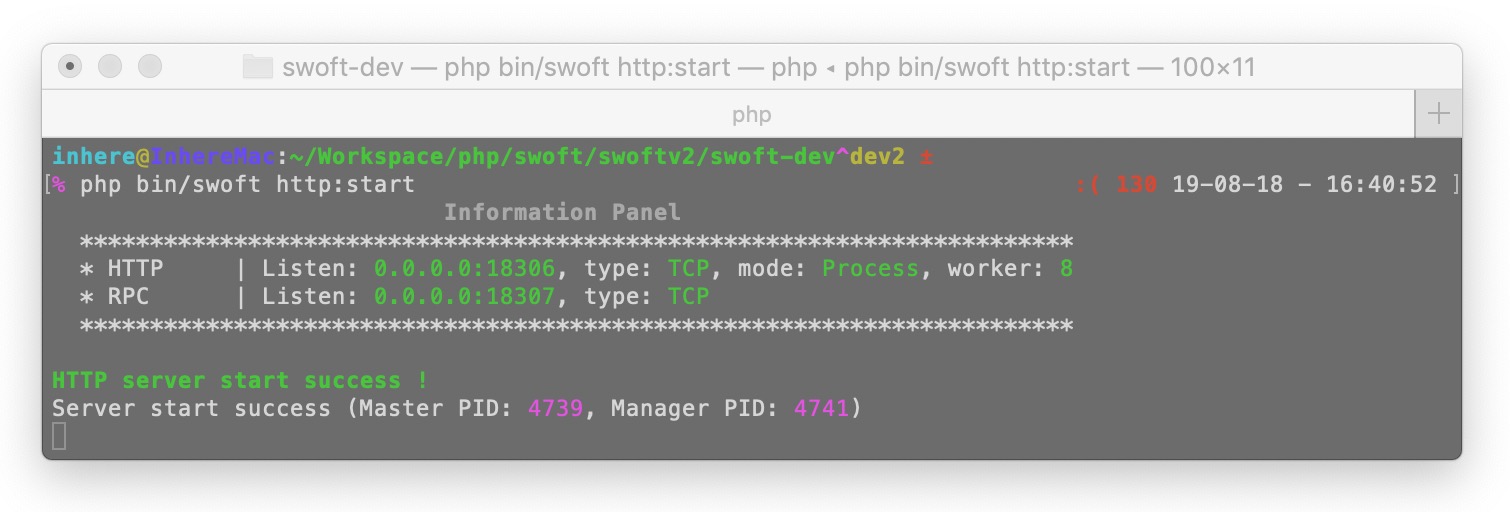 swoft-dev — php bin/swoft http:start — php ◂ php bin/swoft http:start — 100×11
php
inhere@InhereMac:~/Workspace/php/swoft/swoftv2/swoft-dev^dev2 ±
[% php bin/swoft http:start :( 130 19-08-18 - 16:40:52 ]
Information Panel
***********************************************************************
* HTTP | Listen: 0.0.0.0:18306, type: TCP, mode: Process, worker: 8
* RPC | Listen: 0.0.0.0:18307, type: TCP
***********************************************************************
HTTP server start success !
Server start success (Master PID: 4739, Manager PID: 4741)